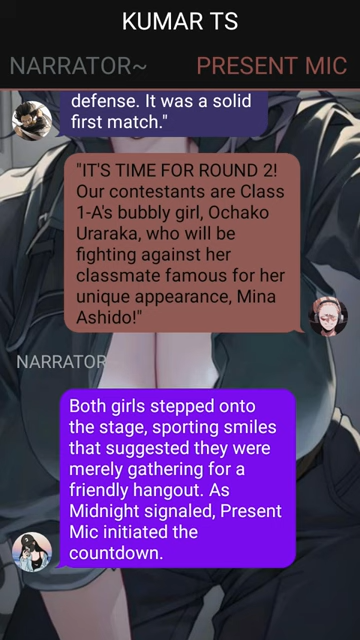 KUMAR TS
NARRATOR~
PRESENT MIC
defense. It was a solid
first match."
"IT'S TIME FOR ROUND 2!
Our contestants are Class
1-A's bubbly girl, Ochako
Uraraka, who will be
fighting against her
classmate famous for her
unique appearance, Mina
Ashido!"
NARRATOR~
Both girls stepped onto
the stage, sporting smiles
that suggested they were
merely gathering for a
friendly hangout. As
Midnight signaled, Present
Mic initiated the
countdown.